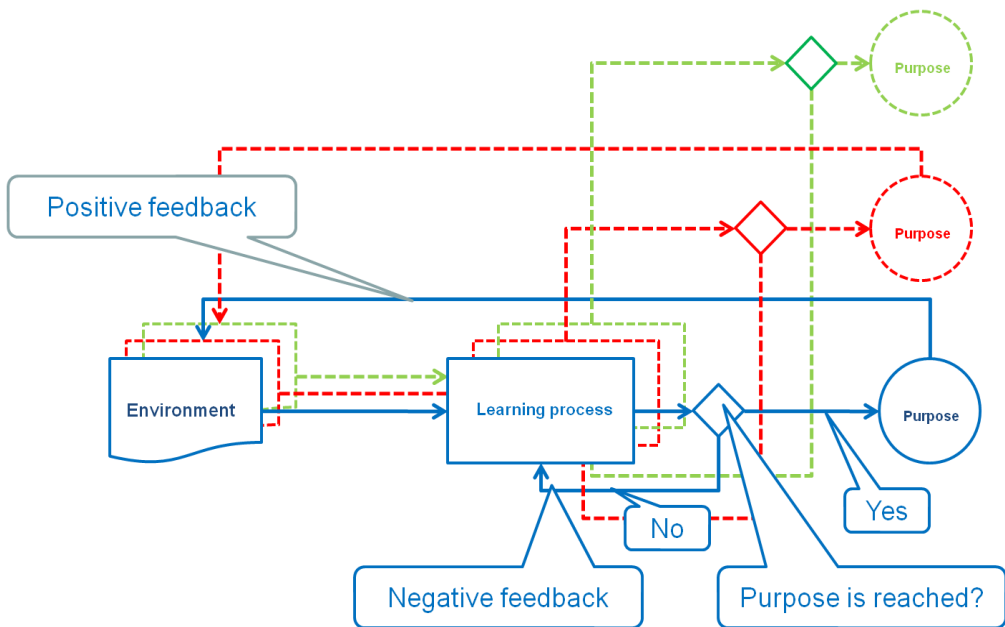 Purpose
Positive feedback
Purpose
Environment
Learning process
Purpose
No
Yes
Negative feedback
Purpose is reached?